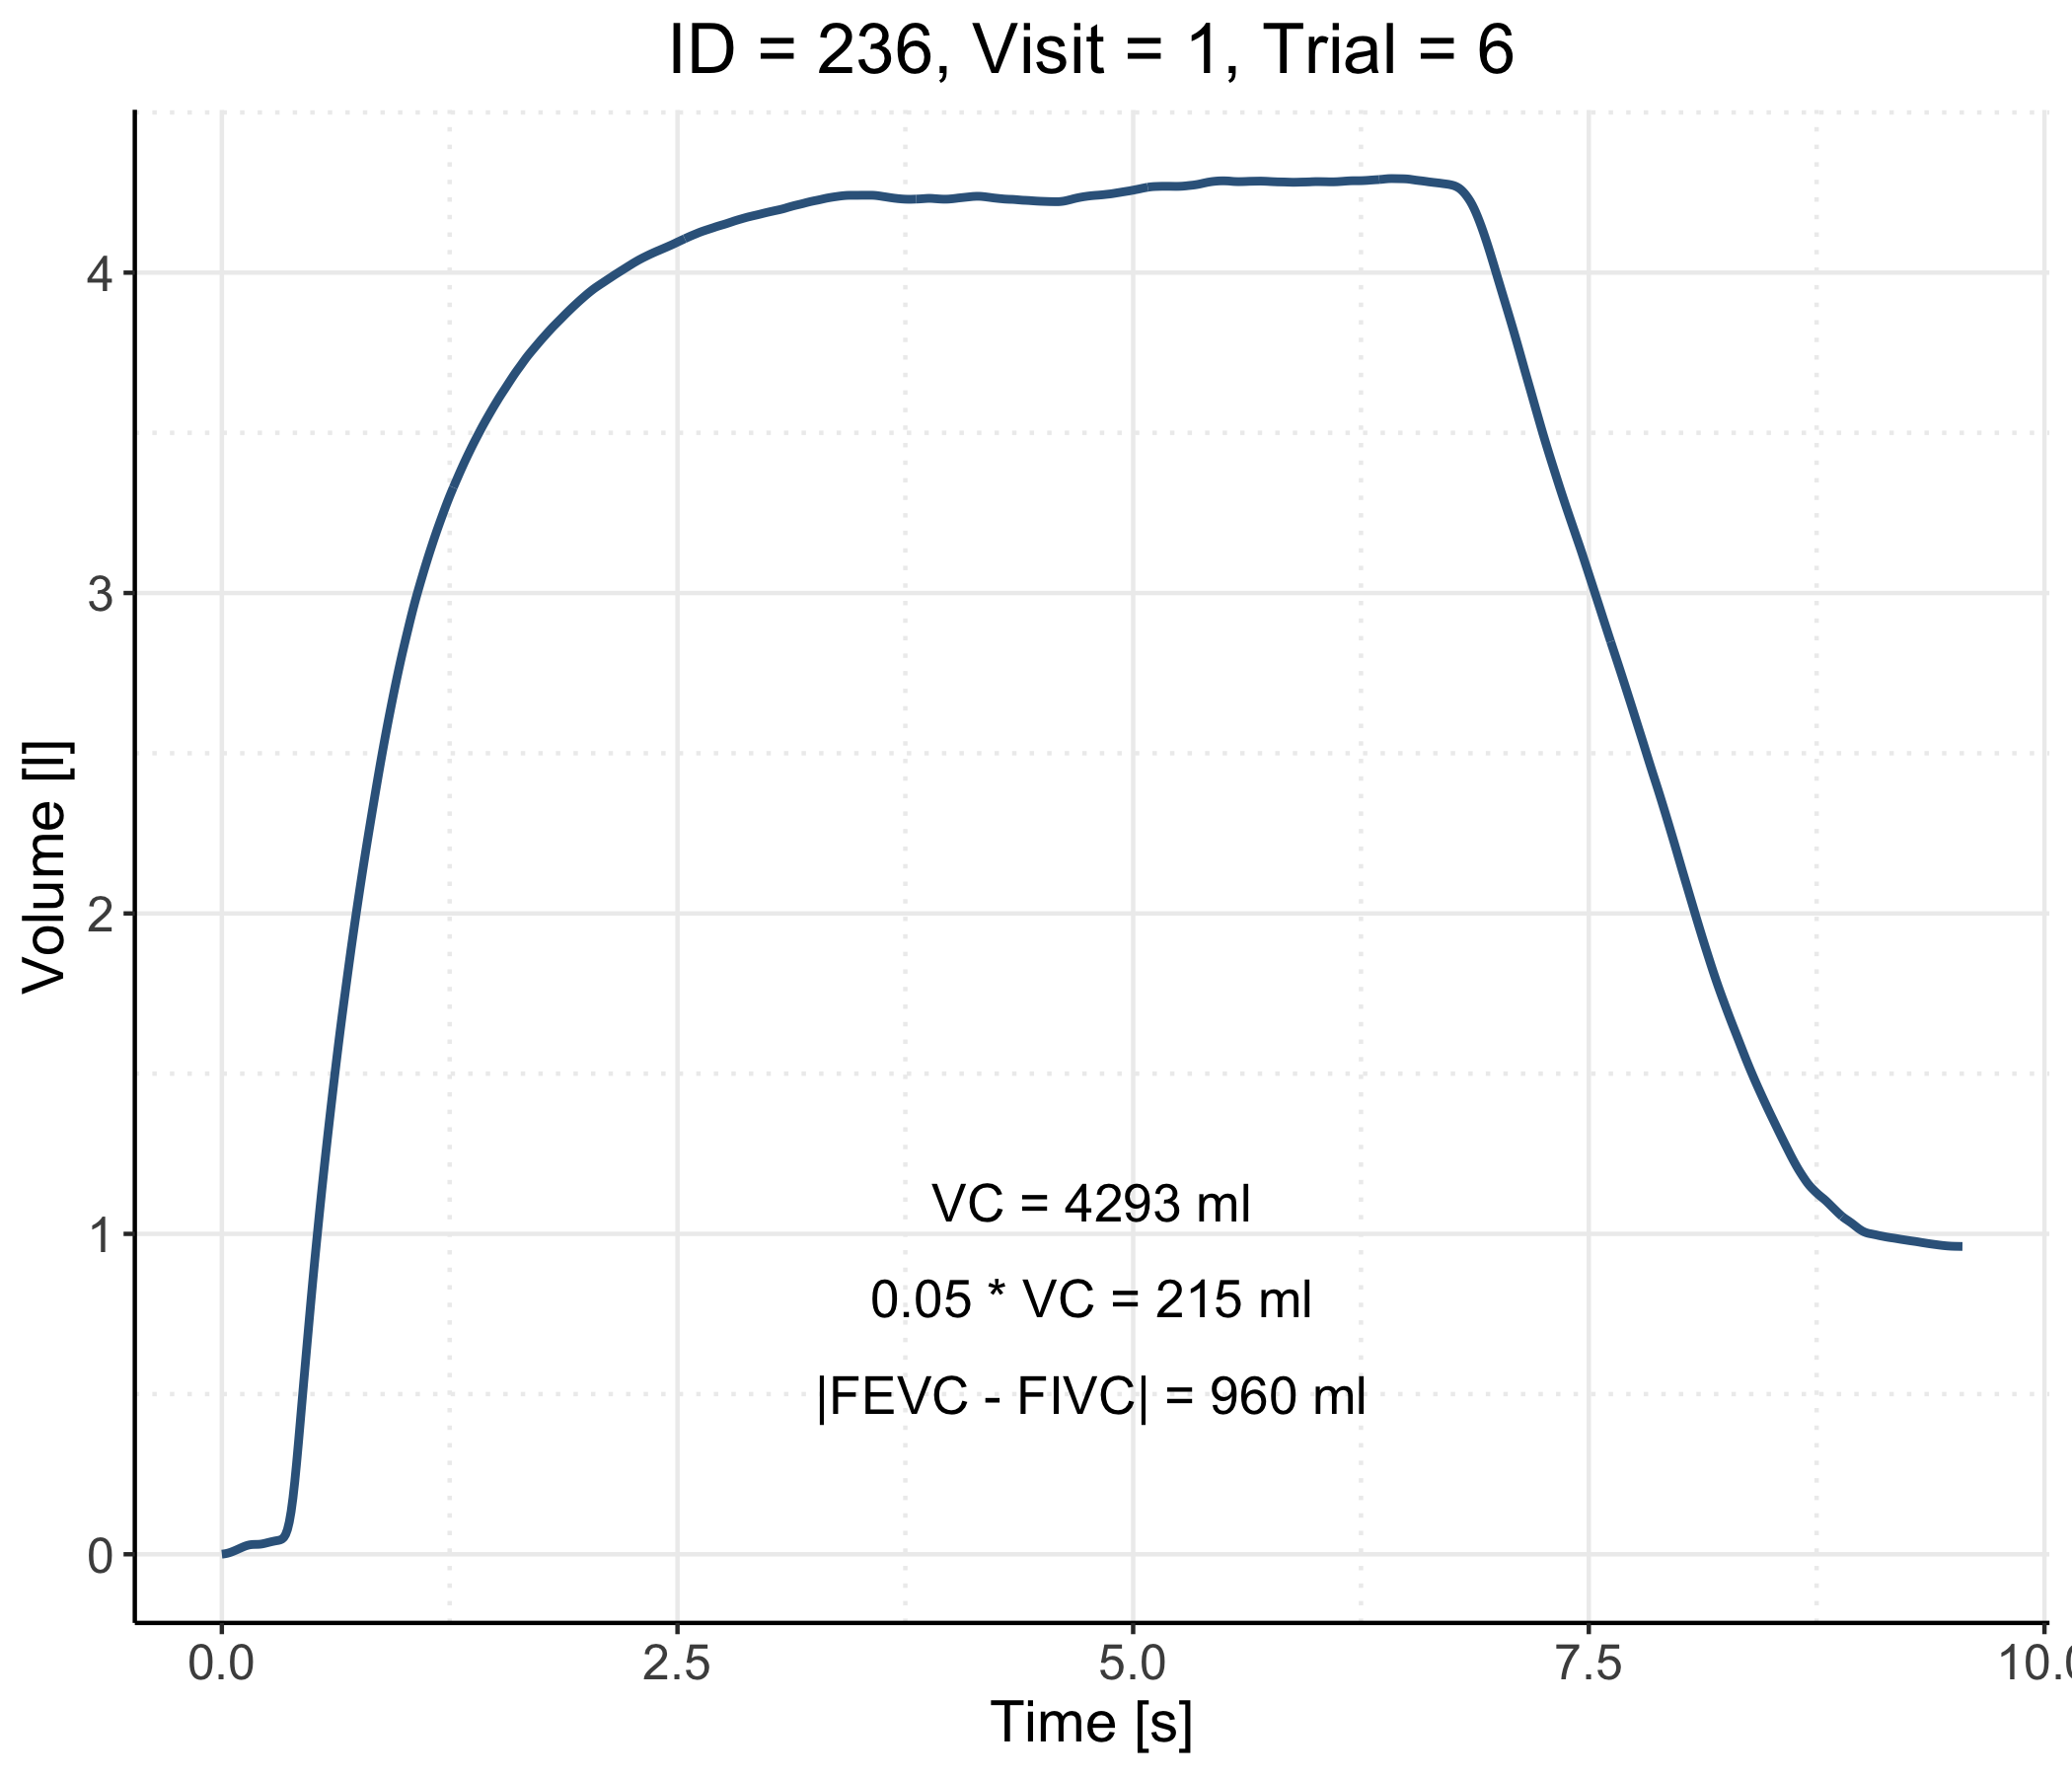 ID = 236, Visit = 1, Trial = 6
Volume [l]
4
3
2
1
0
VC = 4293 ml
0.05 * VC = 215 ml
|FEVC - FIVC| = 960 ml
0.0 2.5 5.0 7.5 10.0
Time [s]